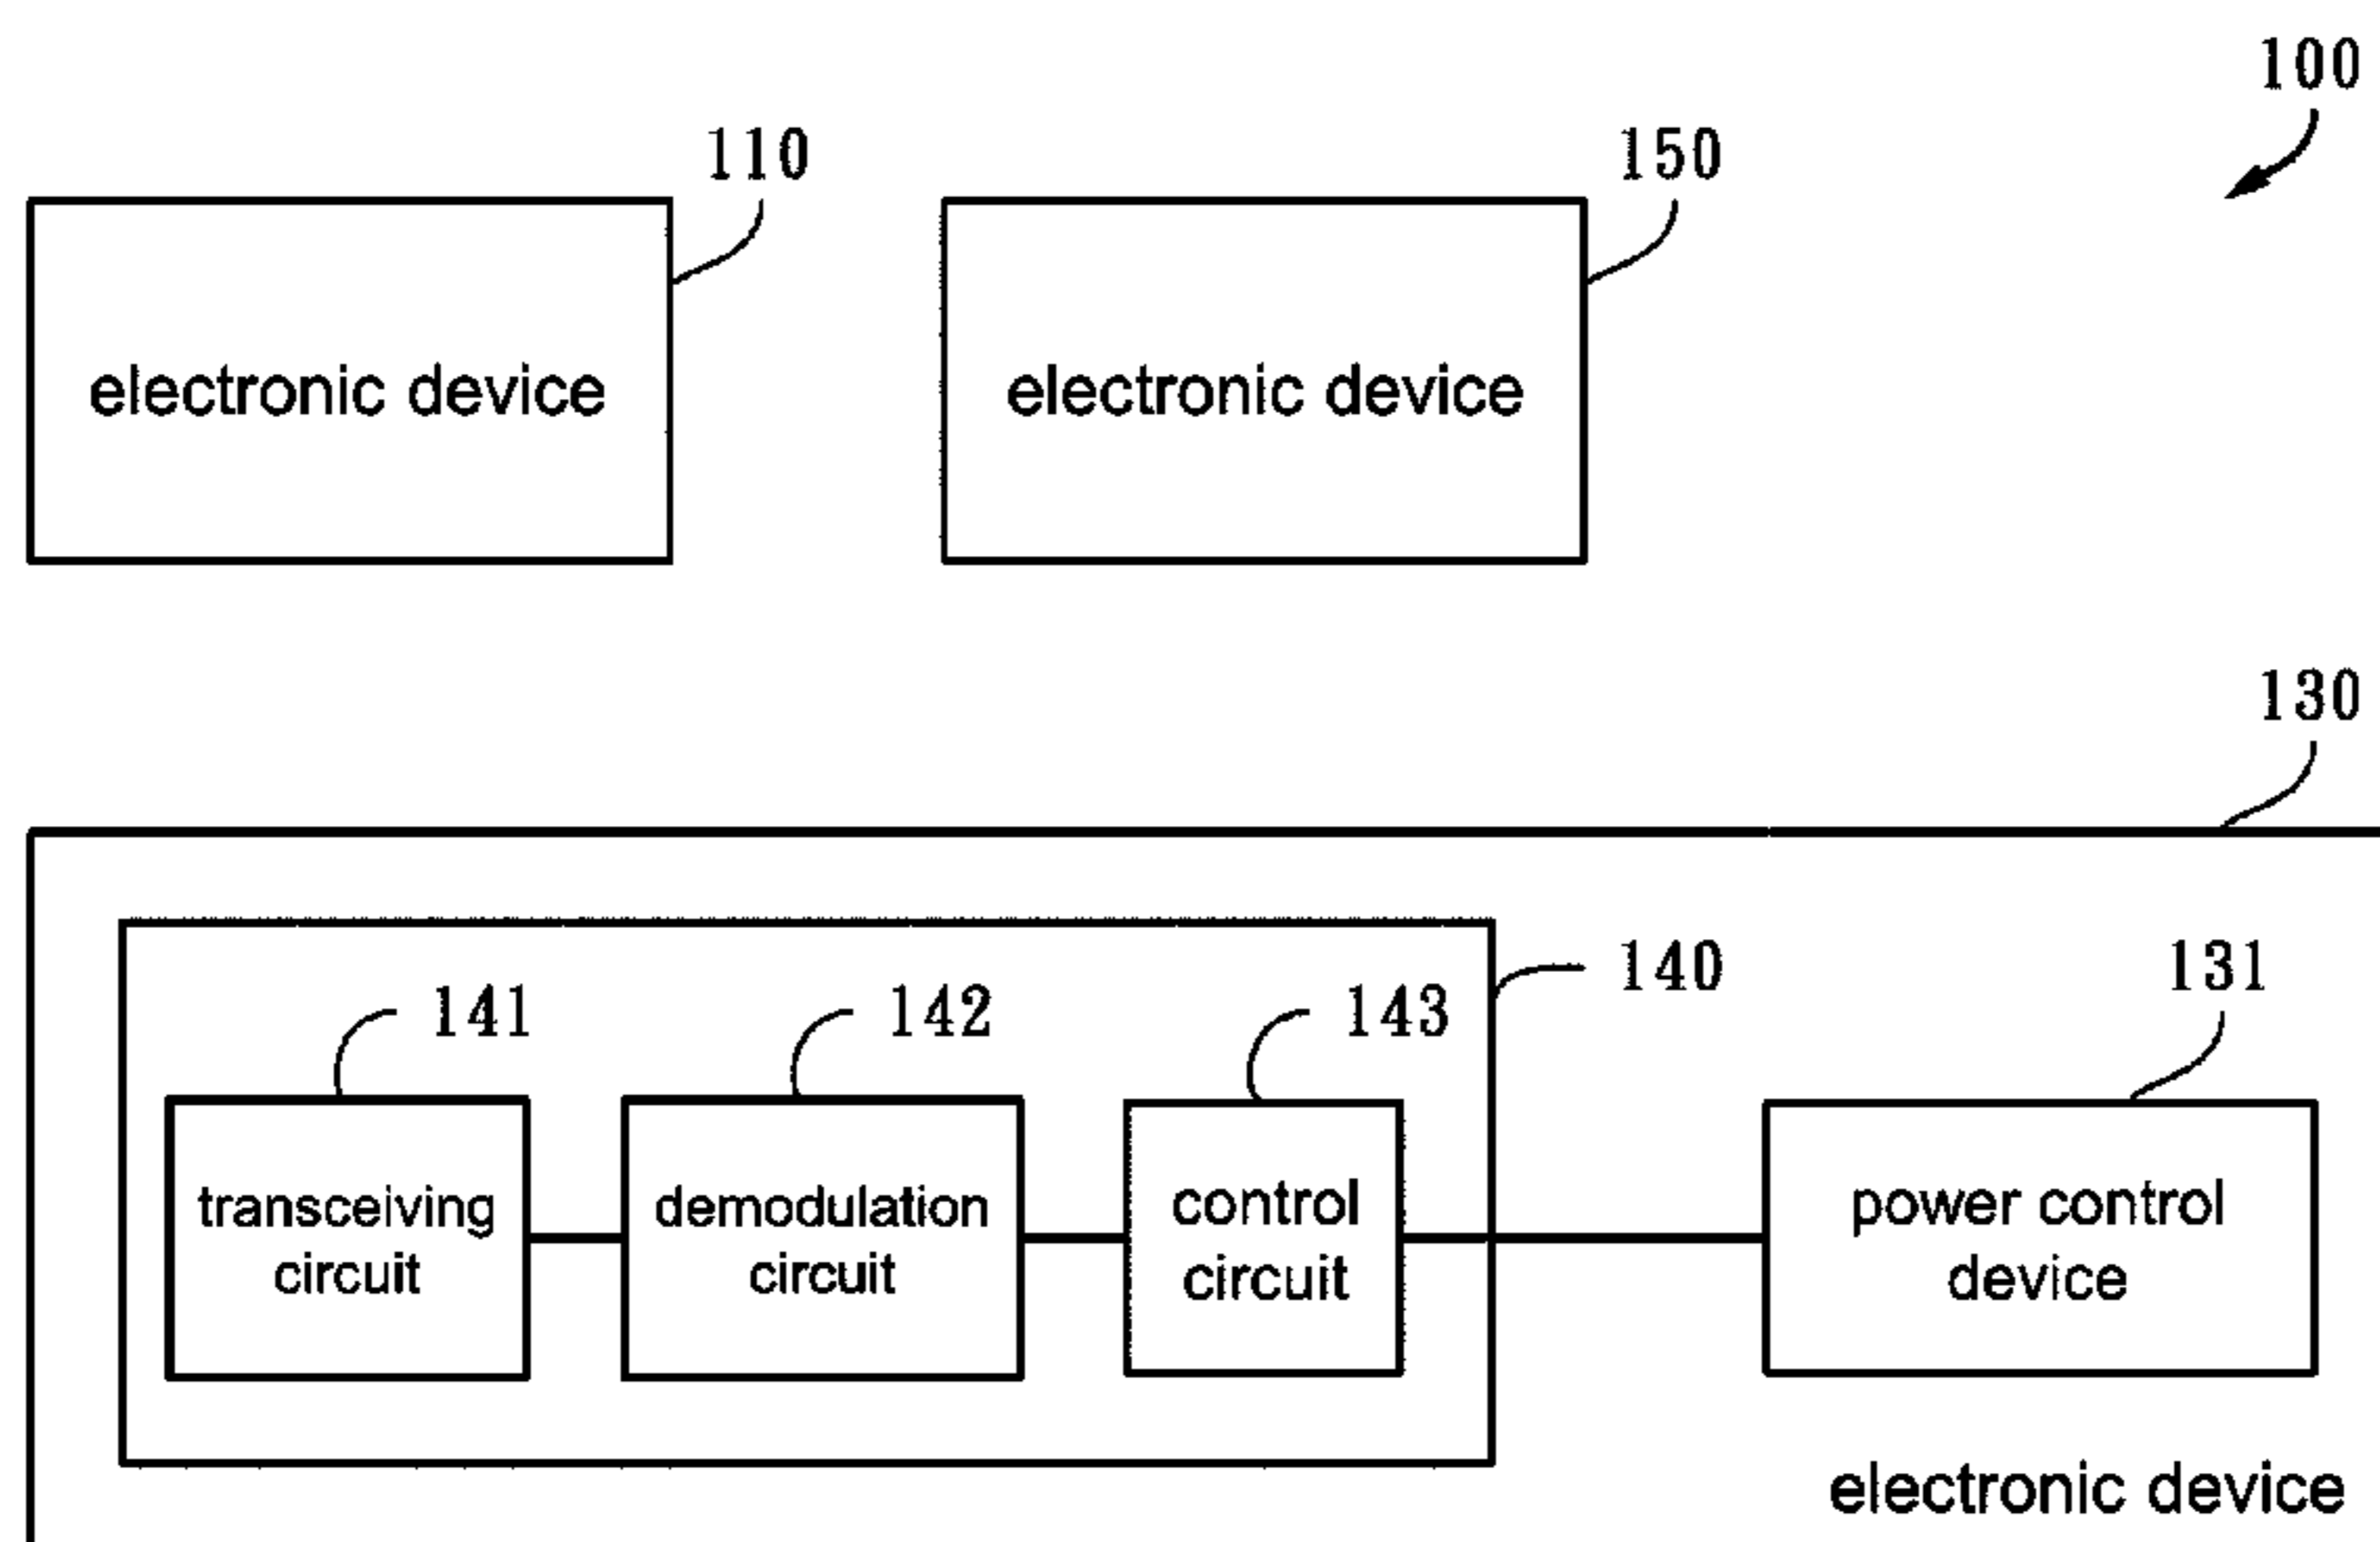 100
110
150
electronic device
electronic device
130
140
131
141
142
143
transceiving
circuit
demodulation
circuit
control
circuit
power control
device
electronic device